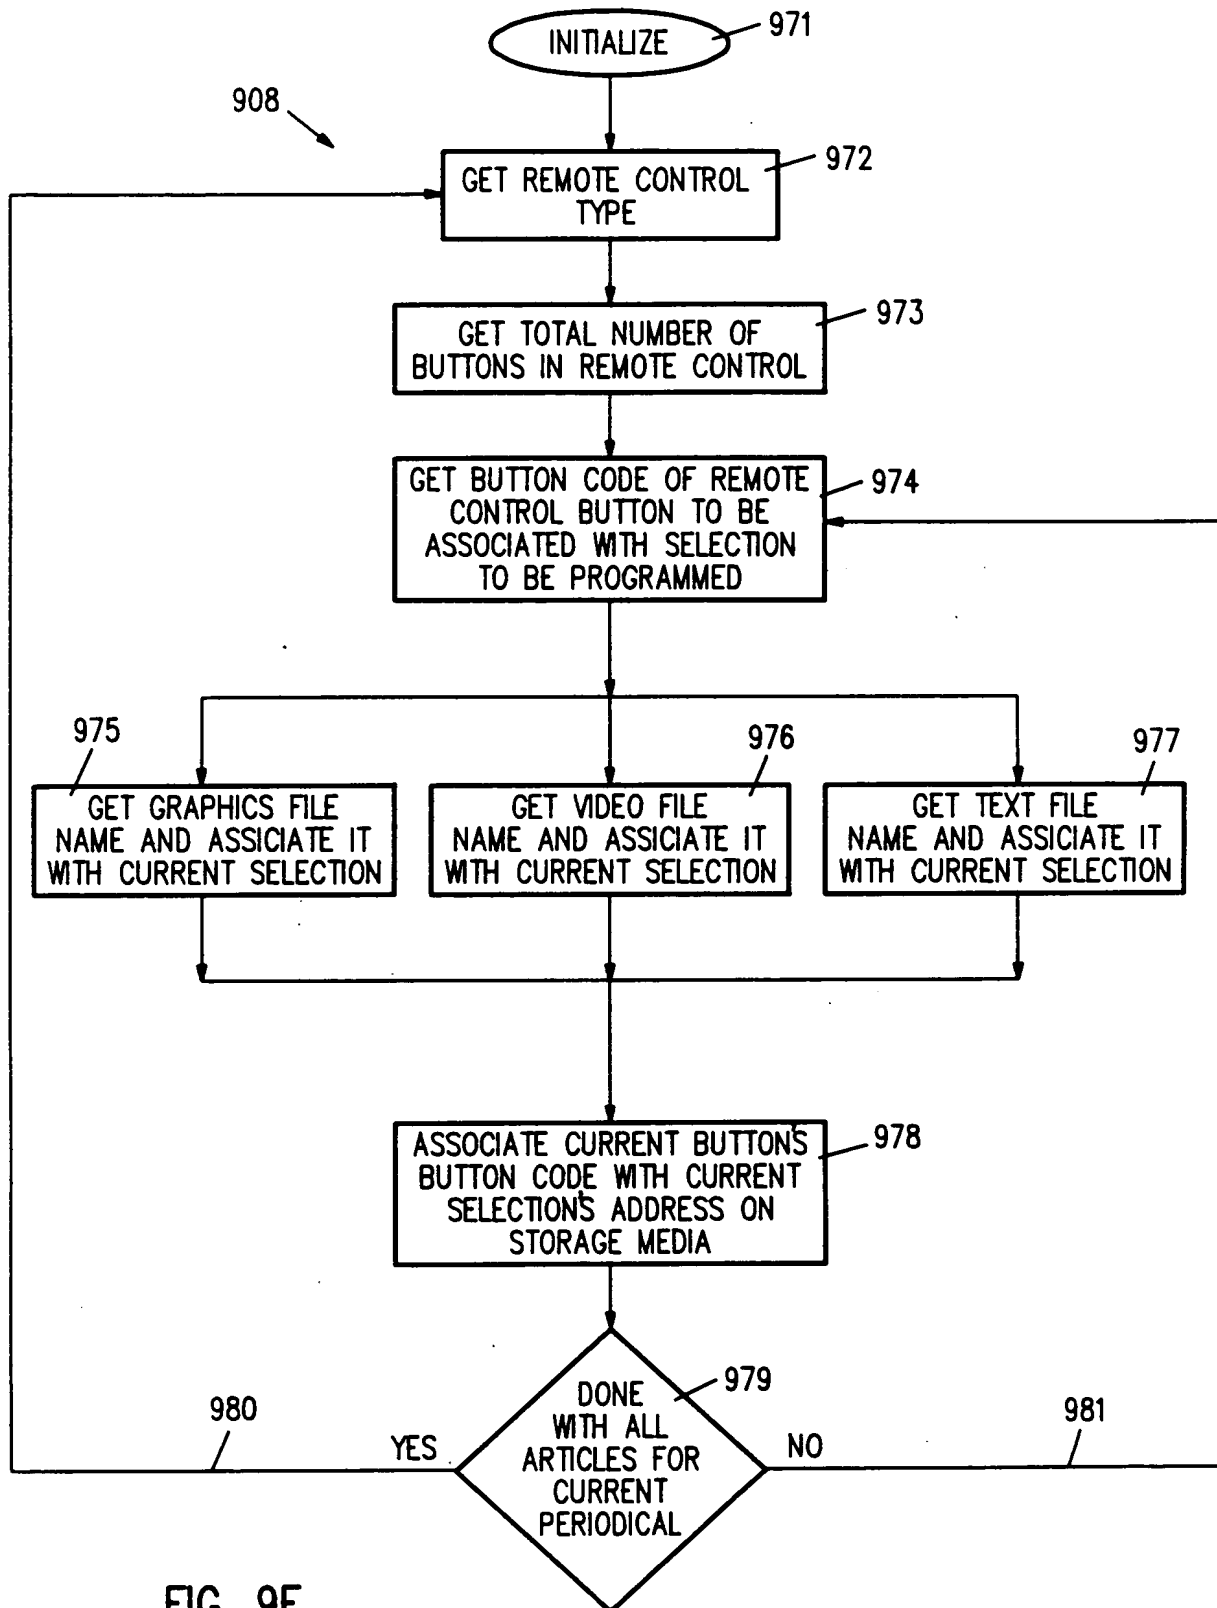 INITIALIZE
971
908
GET REMOTE CONTROL
TYPE
972
GET TOTAL NUMBER OF
BUTTONS IN REMOTE CONTROL
973
GET BUTTON CODE OF REMOTE
CONTROL BUTTON TO BE
ASSOCIATED WITH SELECTION
TO BE PROGRAMMED
974
975
GET GRAPHICS FILE
NAME AND ASSICIATE IT
WITH CURRENT SELECTION
976
GET VIDEO FILE
NAME AND ASSICIATE IT
WITH CURRENT SELECTION
977
GET TEXT FILE
NAME AND ASSICIATE IT
WITH CURRENT SELECTION
ASSOCIATE CURRENT BUTTON'S
BUTTON CODE WITH CURRENT
SELECTION'S ADDRESS ON
STORAGE MEDIA
978
DONE
WITH ALL
ARTICLES FOR
CURRENT
PERIODICAL
979
980
YES
NO
981